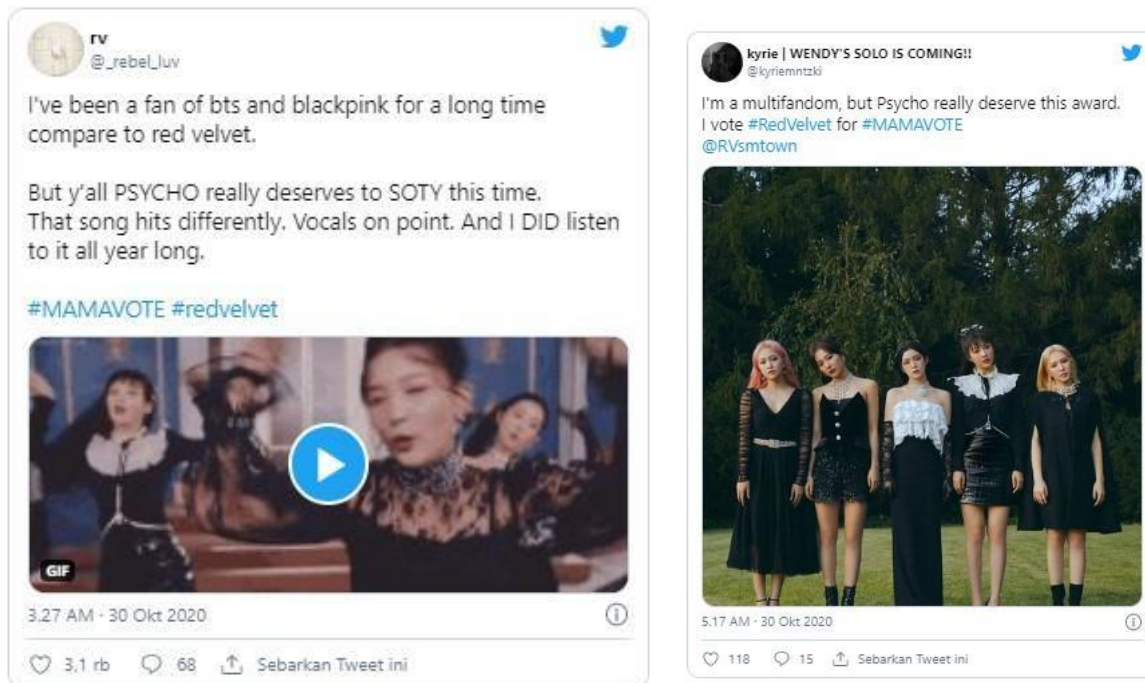 rv
@_rebel_luv
I've been a fan of bts and blackpink for a long time
compare to red velvet.
But y'all PSYCHO really deserves to SOTY this time.
That song hits differently. Vocals on point. And I DID listen
to it all year long.
#MAMAVOTE #redvelvet
GIF
3.27 AM · 30 Okt 2020
3,1 rb 68 Sebarkan Tweet ini
kyrie | WENDY'S SOLO IS COMING!!
@kyriemntzki
I'm a multifandom, but Psycho really deserve this award.
I vote #RedVelvet for #MAMAVOTE
@RVsmtown
5.17 AM · 30 Okt 2020
118 15 Sebarkan Tweet ini